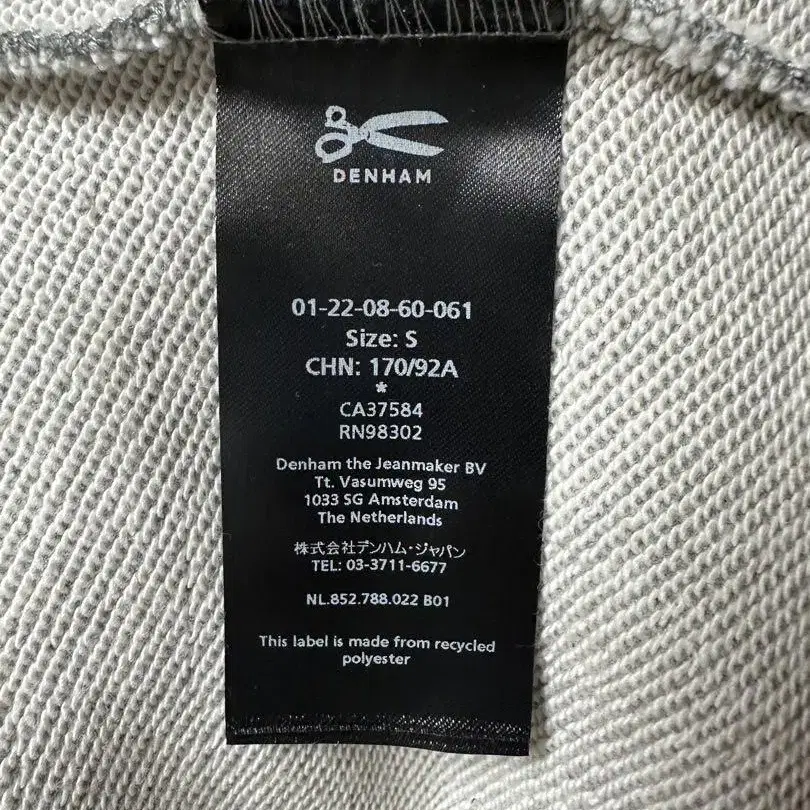 DENHAM
01-22-08-60-061
Size: S
CHN: 170/92A
*
CA37584
RN98302
Denham the Jeanmaker BV
Tt. Vasumweg 95
1033 SG Amsterdam
The Netherlands
株式会社デンハム・ジャパン
TEL: 03-3711-6677
NL.852.788.022 B01
This label is made from recycled
polyester